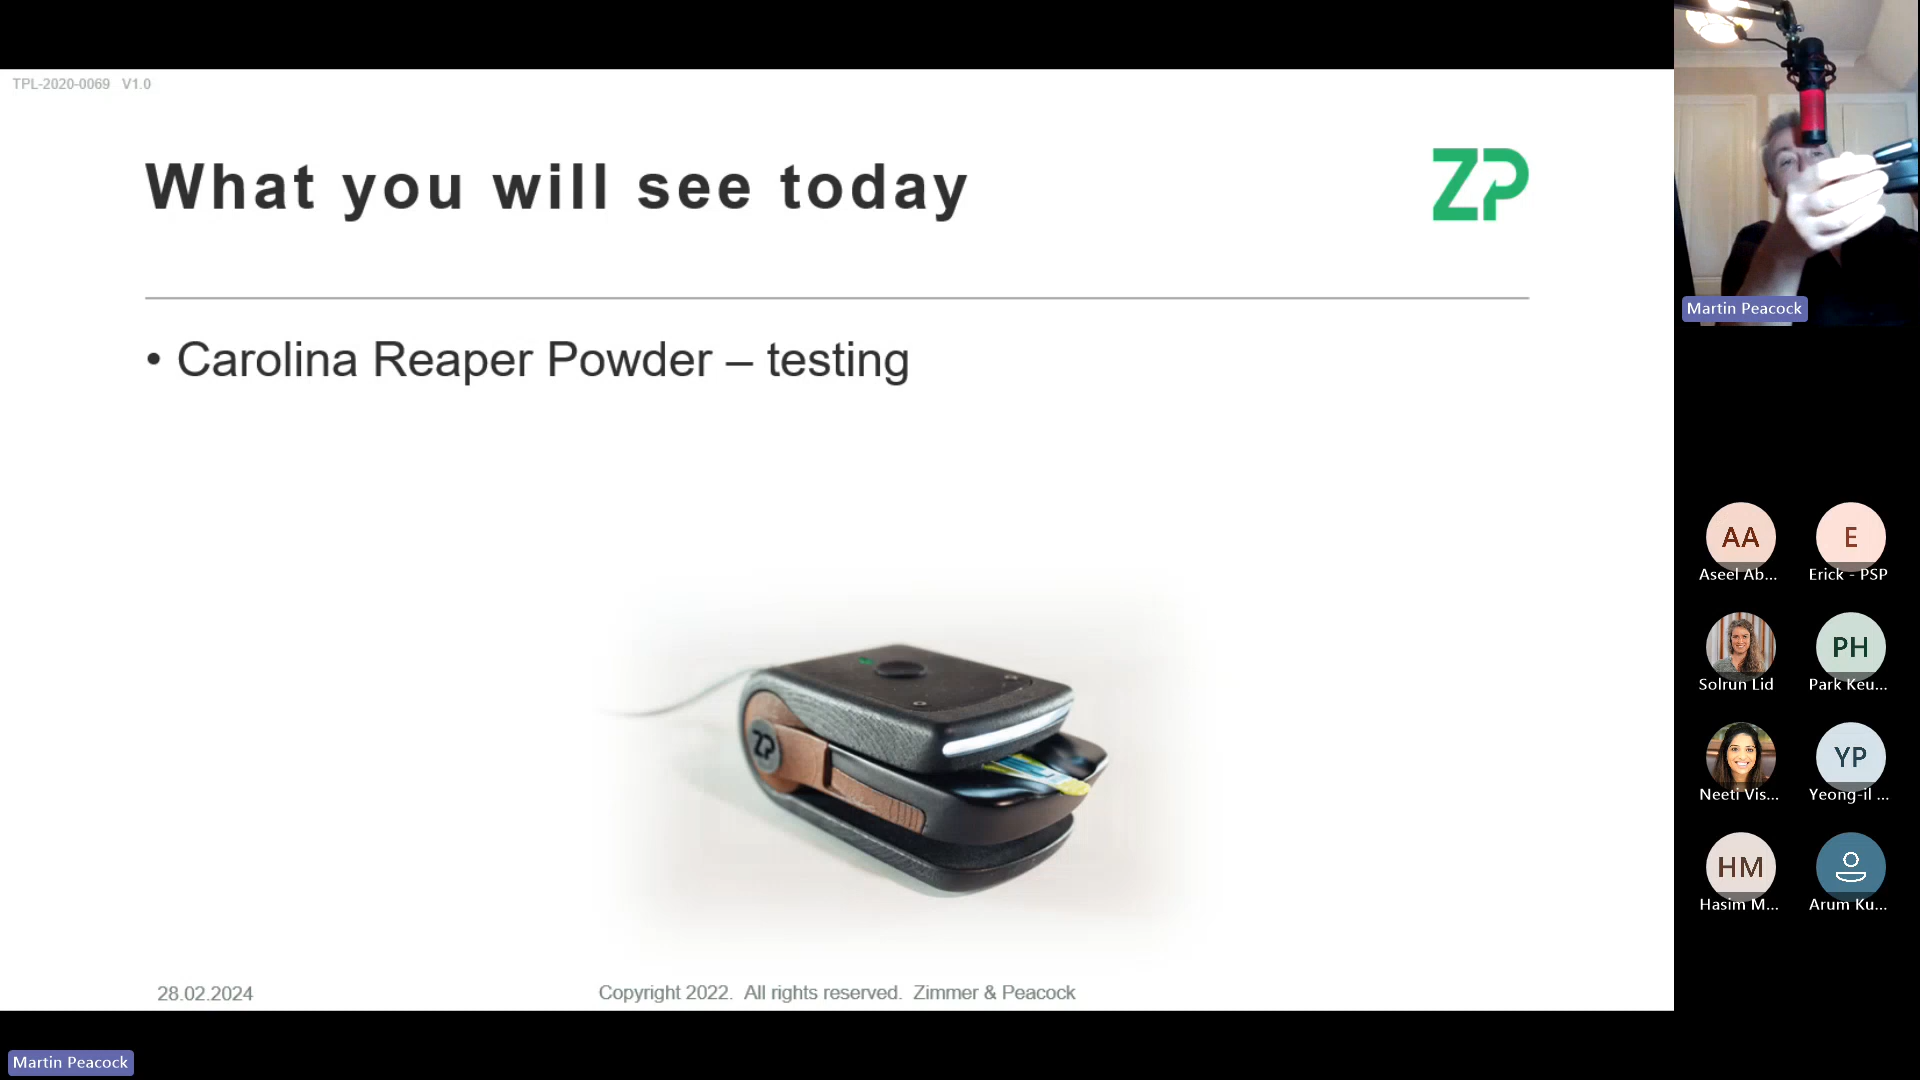 TPL-2020-0069 V1.0
What you will see today
ZP
• Carolina Reaper Powder – testing
ZP
28.02.2024
Copyright 2022. All rights reserved. Zimmer & Peacock
Martin Peacock
Martin Peacock
AA
E
Aseel Ab...
Erick - PSP
PH
Solrun Lid
Park Keu...
YP
Neeti Vis...
Yeong-il ...
HM
Hasim M...
Arum Ku...